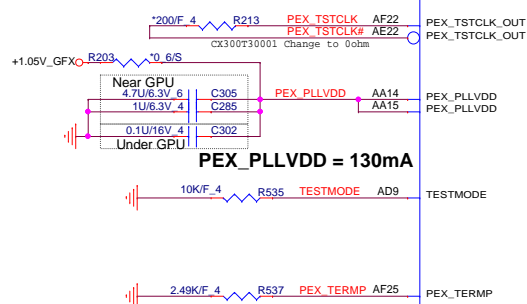 *200/F_4 R213 PEX_TSTCLK AF22 PEX_TSTCLK_OUT
PEX_TSTCLK# AE22 PEX_TSTCLK_OUT
CX300T30001 Change to 0ohm
+1.05V_GFX R203 *0_6/S
Near GPU
4.7U/6.3V_6 C305 PEX_PLLVDD AA14 PEX_PLLVDD
1U/6.3V_4 C285 AA15 PEX_PLLVDD
0.1U/16V_4 C302
Under GPU
PEX_PLLVDD = 130mA
10K/F_4 R535 TESTMODE AD9 TESTMODE
2.49K/F_4 R537 PEX_TERMP AF25 PEX_TERMP